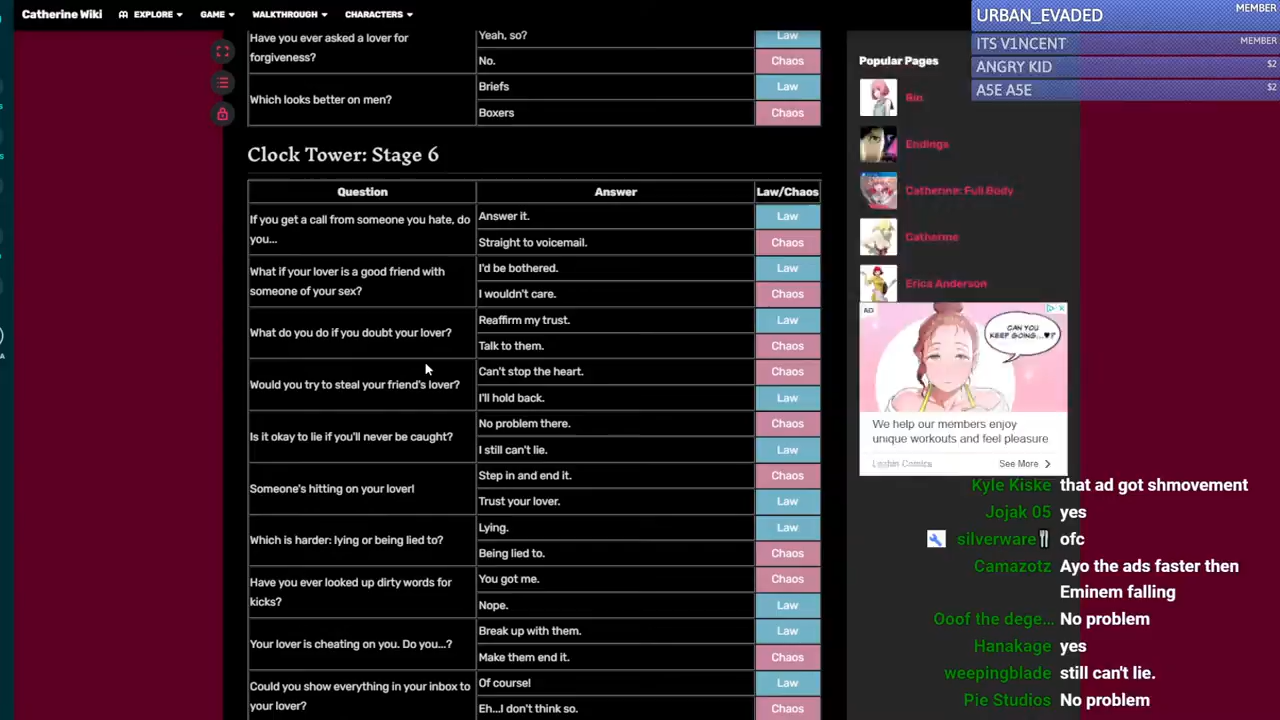 Catherine Wiki
EXPLORE
GAME
WALKTHROUGH
CHARACTERS
Have you ever asked a lover for
forgiveness?
Yeah, so?
Law
No.
Chaos
Which looks better on men?
Briefs
Law
Boxers
Chaos
Clock Tower: Stage 6
Question
Answer
Law/Chaos
If you get a call from someone you hate, do
you...
Answer it.
Law
Straight to voicemail.
Chaos
What if your lover is a good friend with
someone of your sex?
I'd be bothered.
Law
I wouldn't care.
Chaos
What do you do if you doubt your lover?
Reaffirm my trust.
Law
Talk to them.
Chaos
Would you try to steal your friend's lover?
Can't stop the heart.
Chaos
I'll hold back.
Law
Is it okay to lie if you'll never be caught?
No problem there.
Chaos
I still can't lie.
Law
Someone's hitting on your lover!
Step in and end it.
Chaos
Trust your lover.
Law
Which is harder: lying or being lied to?
Lying.
Law
Being lied to.
Chaos
Have you ever looked up dirty words for
kicks?
You got me.
Chaos
Nope.
Law
Your lover is cheating on you. Do you...?
Break up with them.
Law
Make them end it.
Chaos
Could you show everything in your inbox to
your lover?
Of course!
Law
Eh...I don't think so.
Chaos
Popular Pages
Rin
Endings
Catherine: Full Body
Catherine
Erica Anderson
AD
CAN YOU
KEEP GOING...♥?
We help our members enjoy
unique workouts and feel pleasure
Lezhin Comics
See More
URBAN_EVADED
MEMBER
ITS V1NCENT
MEMBER
ANGRY KID
$2
A5E A5E
$2
Kyle Kiske that ad got shmovement
Jojak 05 yes
silverware🍴 ofc
Camazotz Ayo the ads faster then
Eminem falling
Ooof the dege... No problem
Hanakage yes
weepingblade still can't lie.
Pie Studios No problem